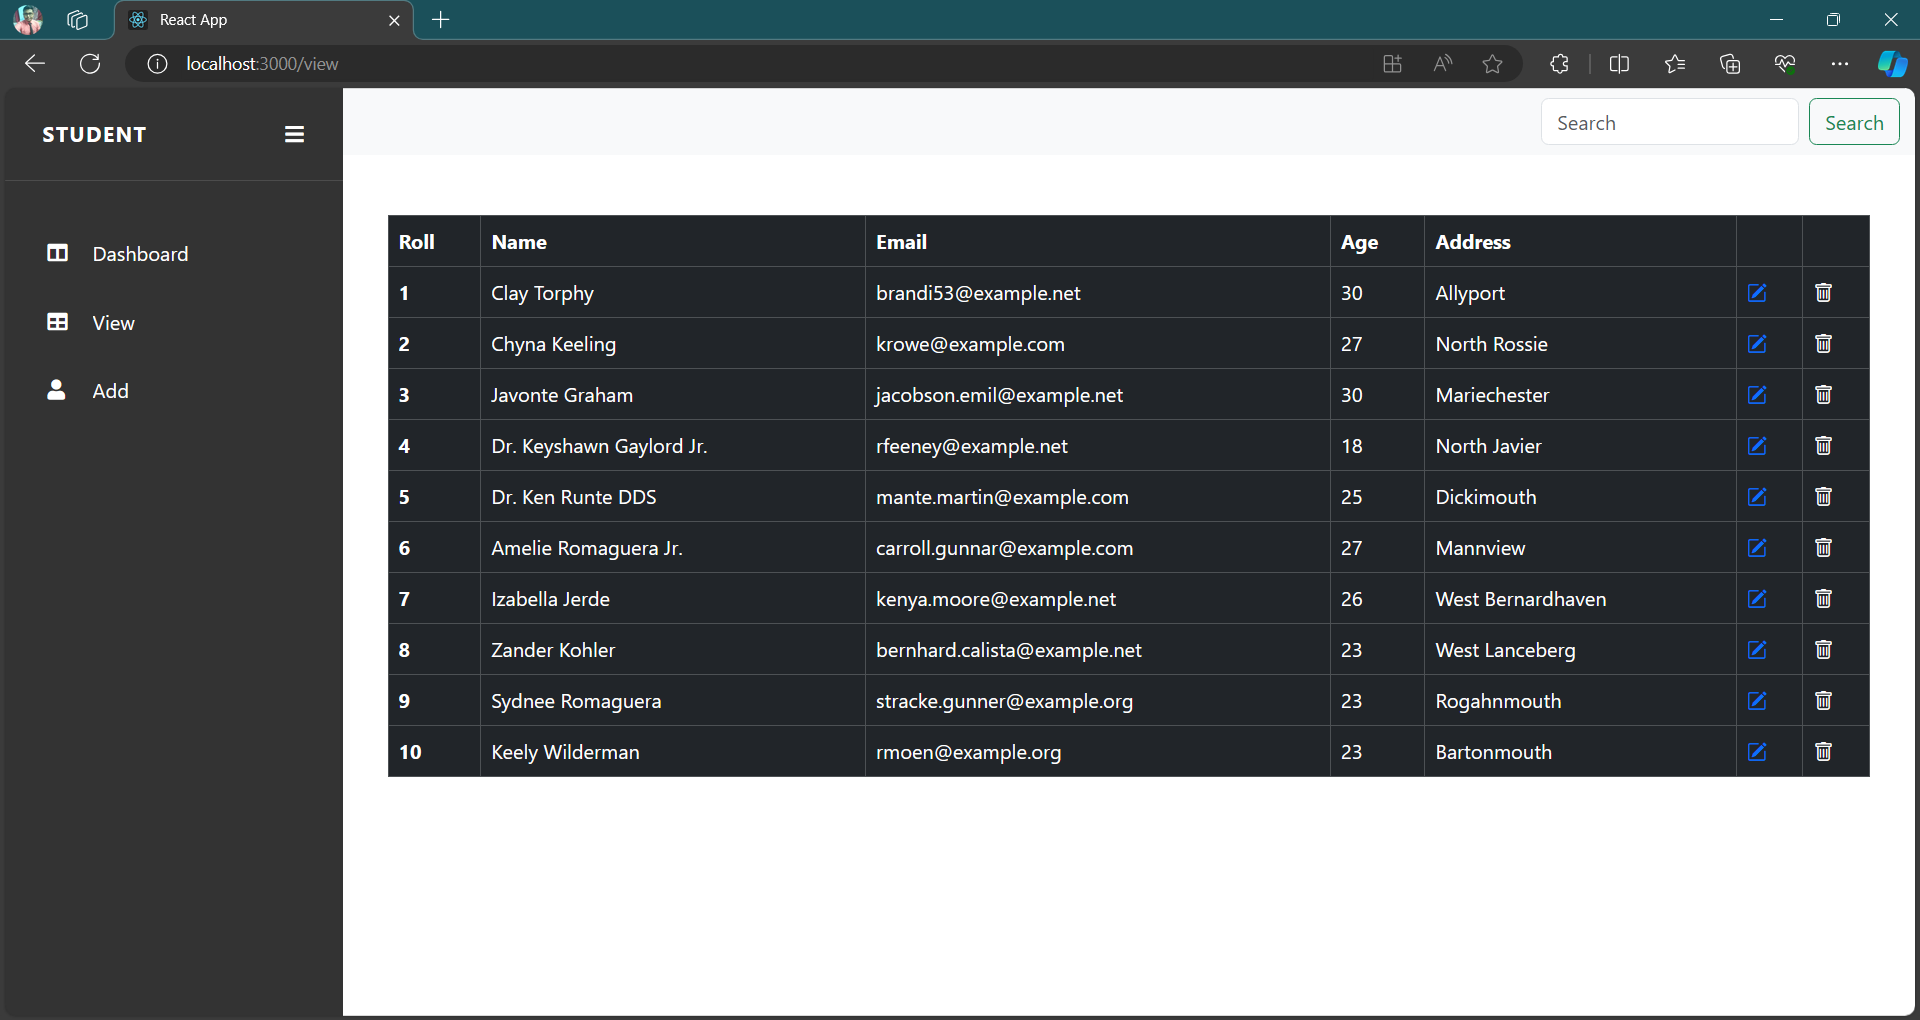 React App
localhost:3000/view
STUDENT
Search Search
Dashboard
View
Add
Roll Name Email Age Address
1 Clay Torphy brandi53@example.net 30 Allyport
2 Chyna Keeling krowe@example.com 27 North Rossie
3 Javonte Graham jacobson.emil@example.net 30 Mariechester
4 Dr. Keyshawn Gaylord Jr. rfeeney@example.net 18 North Javier
5 Dr. Ken Runte DDS mante.martin@example.com 25 Dickimouth
6 Amelie Romaguera Jr. carroll.gunnar@example.com 27 Mannview
7 Izabella Jerde kenya.moore@example.net 26 West Bernardhaven
8 Zander Kohler bernhard.calista@example.net 23 West Lanceberg
9 Sydnee Romaguera stracke.gunner@example.org 23 Rogahnmouth
10 Keely Wilderman rmoen@example.org 23 Bartonmouth